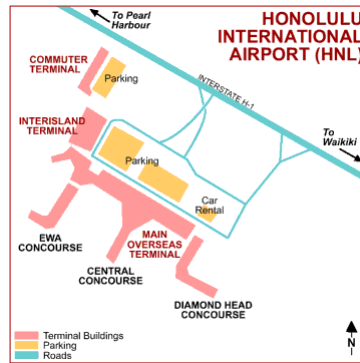 To Pearl
Harbour
HONOLULU
INTERNATIONAL
AIRPORT (HNL)
COMMUTER
TERMINAL
Parking
INTERSTATE H-1
INTERISLAND
TERMINAL
To
Waikiki
Parking
Car
Rental
EWA
CONCOURSE
MAIN
OVERSEAS
TERMINAL
CENTRAL
CONCOURSE
DIAMOND HEAD
CONCOURSE
Terminal Buildings
Parking
Roads
N